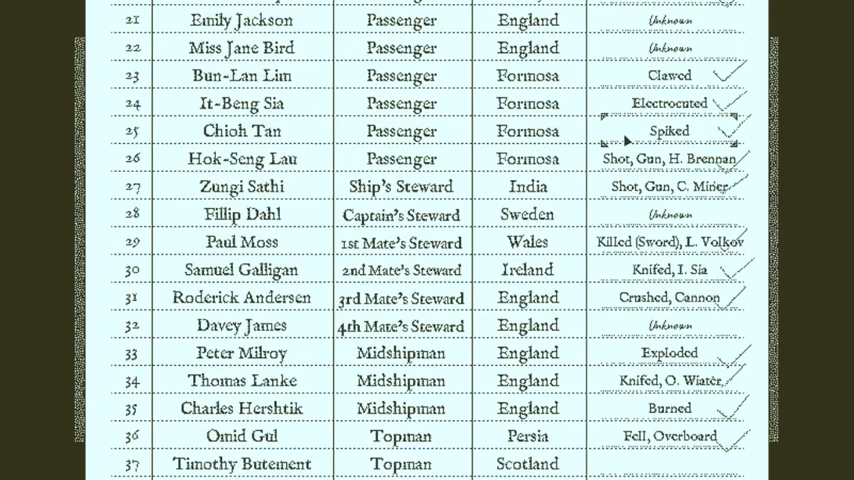 21 Emily Jackson Passenger England Unknown
22 Miss Jane Bird Passenger England Unknown
23 Bun-Lan Lim Passenger Formosa Clawed
24 It-Beng Sia Passenger Formosa Electrocuted
25 Chioh Tan Passenger Formosa Spiked
26 Hok-Seng Lau Passenger Formosa Shot, Gun, H. Brennan
27 Zungi Sathi Ship's Steward India Shot, Gun, C. Miner
28 Fillip Dahl Captain's Steward Sweden Unknown
29 Paul Moss 1st Mate's Steward Wales Killed (Sword), L. Volkov
30 Samuel Galligan 2nd Mate's Steward Ireland Knifed, I. Sia
31 Roderick Andersen 3rd Mate's Steward England Crushed, Cannon
32 Davey James 4th Mate's Steward England Unknown
33 Peter Milroy Midshipman England Exploded
34 Thomas Lanke Midshipman England Knifed, O. Wiater
35 Charles Hershtik Midshipman England Burned
36 Omid Gul Topman Persia Fell, Overboard
37 Timothy Butement Topman Scotland